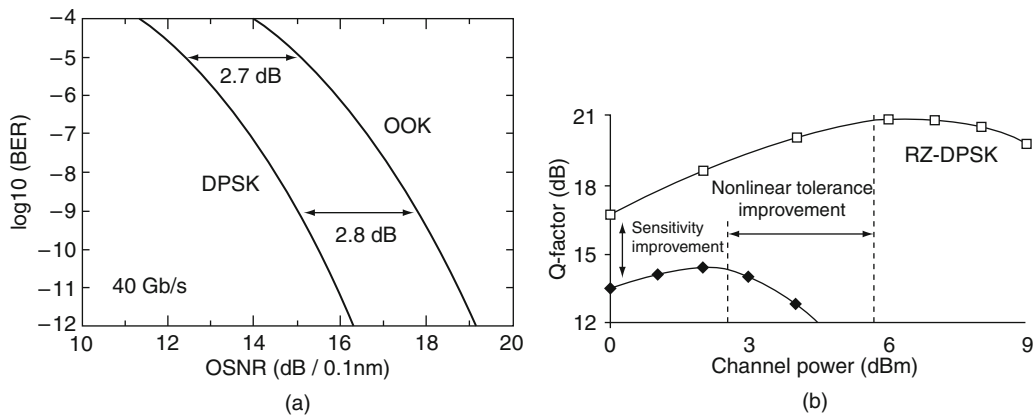 −4
−5
−6
−7
−8
−9
−10
−11
−12
log10 (BER)
2.7 dB
OOK
DPSK
2.8 dB
40 Gb/s
10 12 14 16 18 20
OSNR (dB / 0.1nm)
(a)
21
18
15
12
Q-factor (dB)
RZ-DPSK
Nonlinear tolerance
improvement
Sensitivity
improvement
0 3 6 9
Channel power (dBm)
(b)